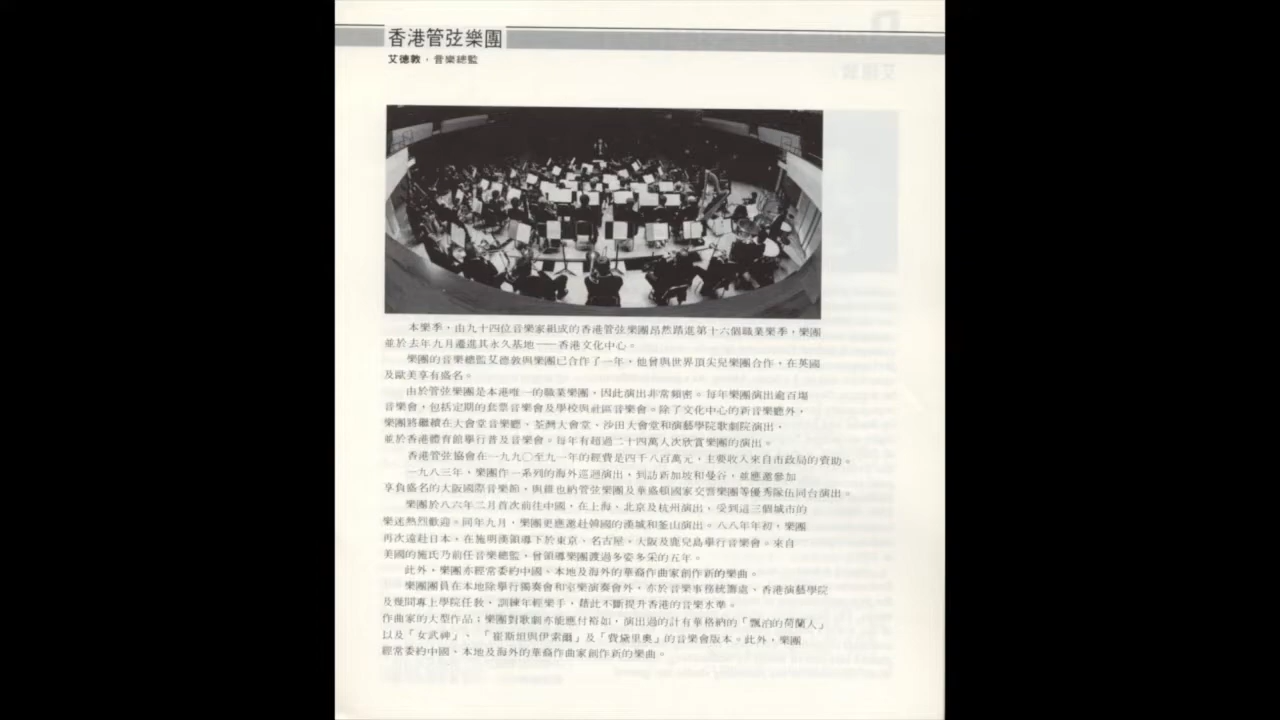 香港管弦樂團
艾德敦，音樂總監
本樂季，由九十四位音樂家組成的香港管弦樂團昂然踏進第十六個職業樂季，樂團
並於去年九月遷進其永久基地——香港文化中心。
樂團的音樂總監艾德敦與樂團已合作了一年，他曾與世界頂尖兒樂團合作，在英國
及歐美享有盛名。
由於管弦樂團是本港唯一的職業樂團，因此演出非常頻密。每年樂團演出逾百場
音樂會，包括定期的套票音樂會及學校與社區音樂會。除了文化中心的新音樂廳外，
樂團將繼續在大會堂音樂廳、荃灣大會堂、沙田大會堂和演藝學院歌劇院演出，
並於香港體育館舉行普及音樂會。每年有超過二十四萬人次欣賞樂團的演出。
香港管弦協會在一九九〇至九一年的經費是四千八百萬元，主要收入來自市政局的資助。
一九八三年，樂團作一系列的海外巡迴演出，到訪新加坡和曼谷，並應邀參加
享負盛名的大阪國際音樂節，與維也納管弦樂團及華盛頓國家交響樂團等優秀隊伍同台演出。
樂團於八六年二月首次前往中國，在上海、北京及杭州演出、受到這三個城市的
樂迷熱烈歡迎。同年九月，樂團更應邀赴韓國的漢城和釜山演出。八八年年初，樂團
再次遠赴日本，在施明漢領導下於東京、名古屋、大阪及鹿兒島舉行音樂會。來自
美國的施氏乃前任音樂總監，曾領導樂團渡過多姿多采的五年。
此外，樂團亦經常委約中國、本地及海外的華裔作曲家創作新的樂曲。
樂團團員在本地除舉行獨奏會和室樂演奏會外，亦於音樂事務統籌處、香港演藝學院
及幾間專上學院任教，訓練年輕樂手，藉此不斷提升香港的音樂水準。
作曲家的大型作品；樂團對歌劇亦能應付裕如，演出過的計有華格納的「飄泊的荷蘭人」
以及「女武神」、「崔斯坦與伊索爾」及「費黛里奧」的音樂會版本。此外，樂團
經常委約中國、本地及海外的華裔作曲家創作新的樂曲。